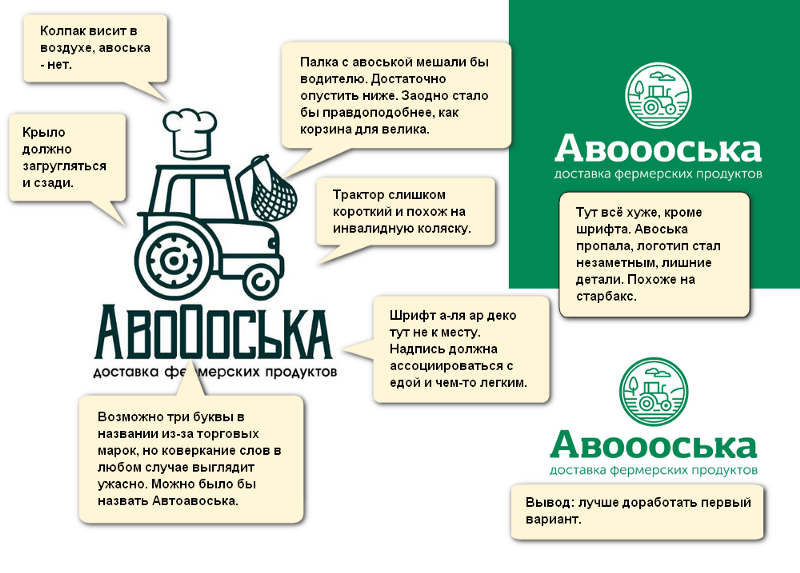 Колпак висит в
воздухе, авоська
- нет.
Палка с авоськой мешали бы
водителю. Достаточно
опустить ниже. Заодно стало
бы правдоподобнее, как
корзина для велика.
Крыло
должно
загругляться
и сзади.
Трактор слишком
короткий и похож на
инвалидную коляску.
АвоОоська
доставка фермерских продуктов
Шрифт а-ля ар деко
тут не к месту.
Надпись должна
ассоциироваться с
едой и чем-то легким.
Возможно три буквы в
названии из-за торговых
марок, но коверкание слов в
любом случае выглядит
ужасно. Можно было бы
назвать Автоавоська.
Авоооська
доставка фермерских продуктов
Тут всё хуже, кроме
шрифта. Авоська
пропала, логотип стал
незаметным, лишние
детали. Похоже на
старбакс.
Авоооська
доставка фермерских продуктов
Вывод: лучше доработать первый
вариант.